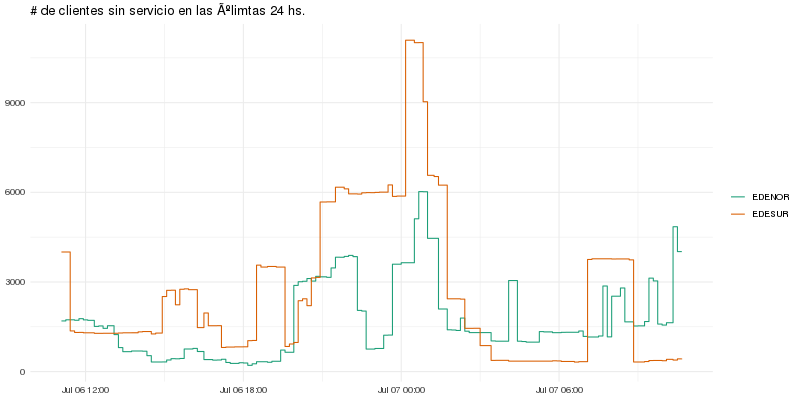 # de clientes sin servicio en las Ãºlimtas 24 hs.
9000
6000
3000
0
Jul 06 12:00
Jul 06 18:00
Jul 07 00:00
Jul 07 06:00
EDENOR
EDESUR